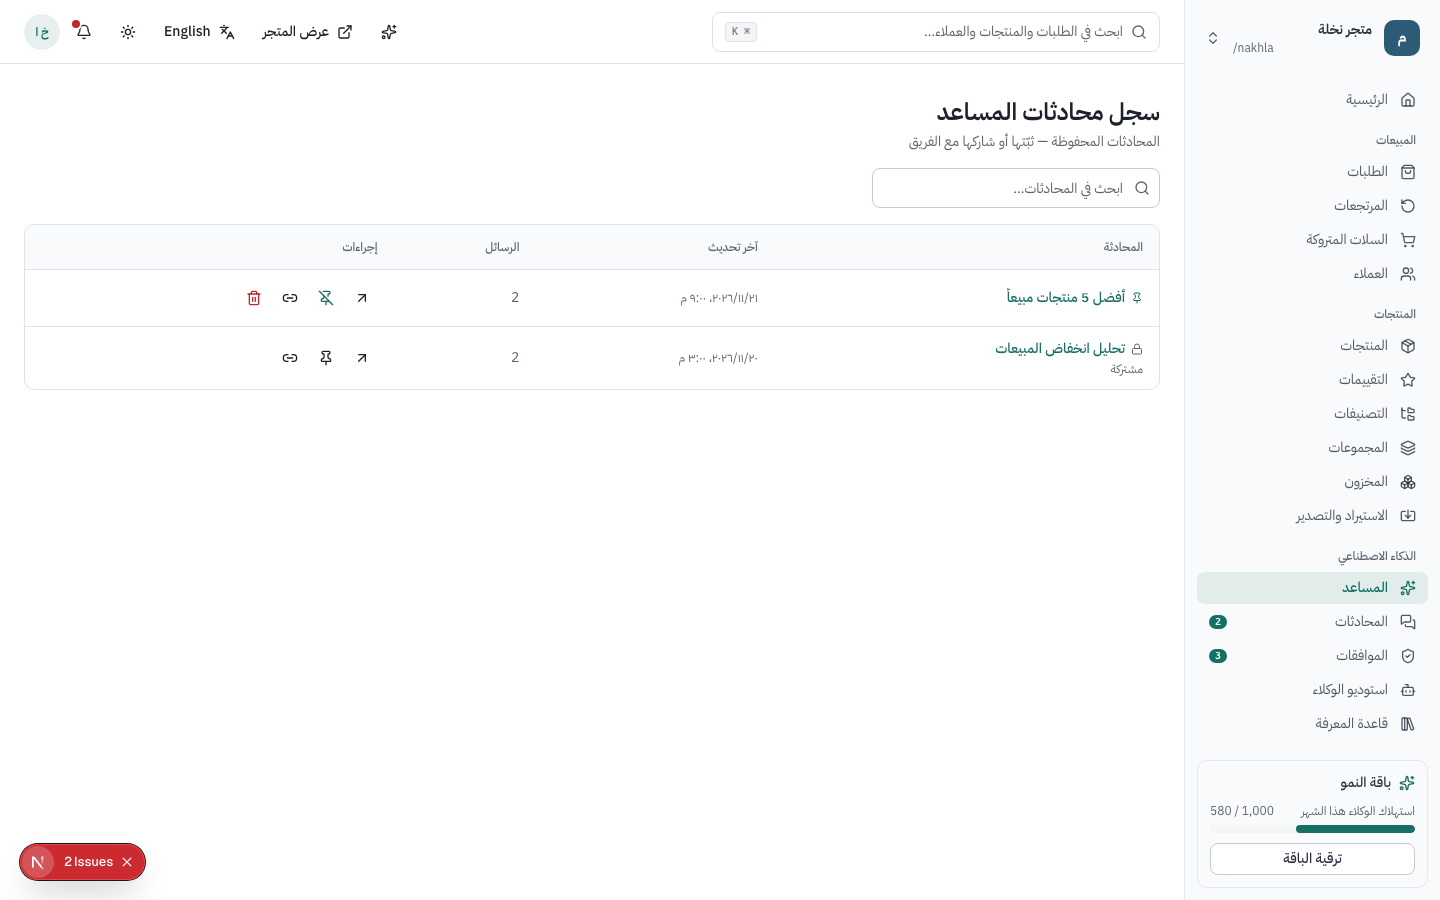 متجر نخلة
/nakhla
ابحث في الطلبات والمنتجات والعملاء...
⌘ K
عرض المتجر
English
خ ا
الرئيسية
المبيعات
الطلبات
المرتجعات
السلات المتروكة
العملاء
المنتجات
المنتجات
التقييمات
التصنيفات
المجموعات
المخزون
الاستيراد والتصدير
الذكاء الاصطناعي
المساعد
المحادثات 2
الموافقات 3
استوديو الوكلاء
قاعدة المعرفة
باقة النمو
استهلاك الوكلاء هذا الشهر 580 / 1,000
ترقية الباقة
م
سجل محادثات المساعد
المحادثات المحفوظة — ثبّتها أو شاركها مع الفريق
ابحث في المحادثات...
المحادثة آخر تحديث الرسائل إجراءات
أفضل 5 منتجات مبيعاً ٢٠٢٦/١١/٢١، ٩:٠٠ م 2
تحليل انخفاض المبيعات ٢٠٢٦/١١/٢٠، ٣:٠٠ م 2
مشتركة
N 2 Issues